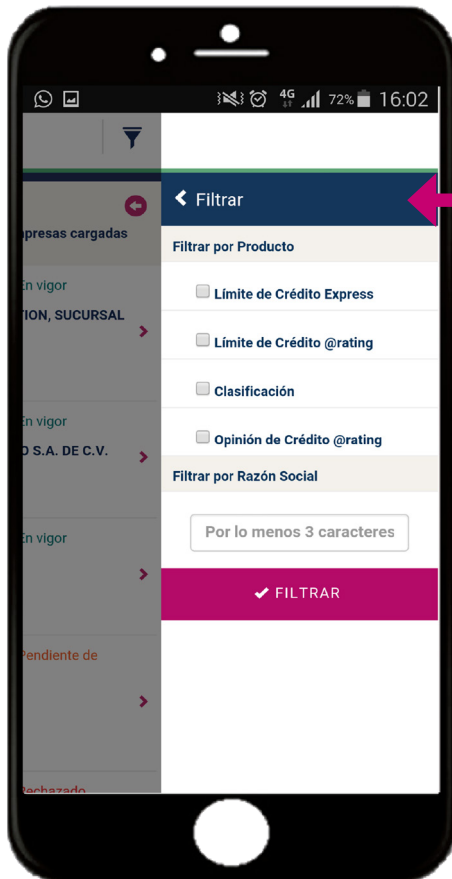 4G 72% 16:02
Filtrar
empresas cargadas
Filtrar por Producto
En vigor
Límite de Crédito Express
TION, SUCURSAL
Límite de Crédito @rating
Clasificación
En vigor
O S.A. DE C.V.
Opinión de Crédito @rating
Filtrar por Razón Social
En vigor
Por lo menos 3 caracteres
FILTRAR
Pendiente de
Rechazado